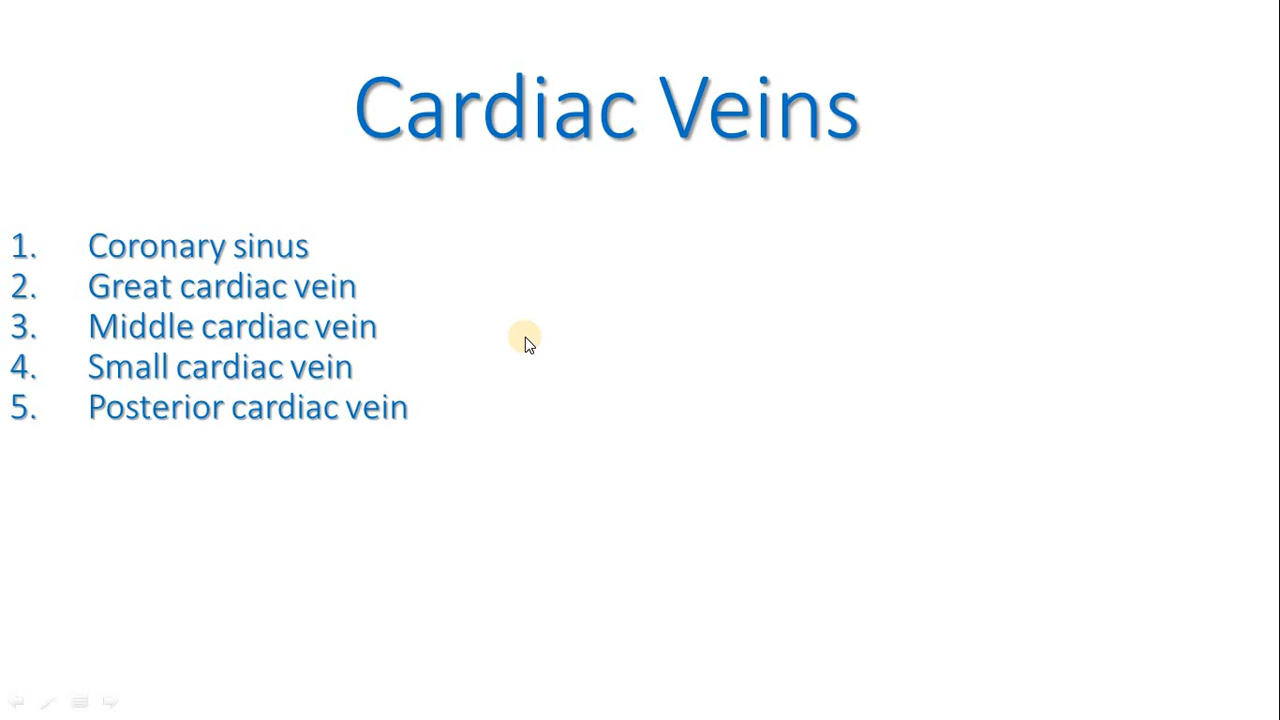 Cardiac Veins
1. Coronary sinus
2. Great cardiac vein
3. Middle cardiac vein
4. Small cardiac vein
5. Posterior cardiac vein